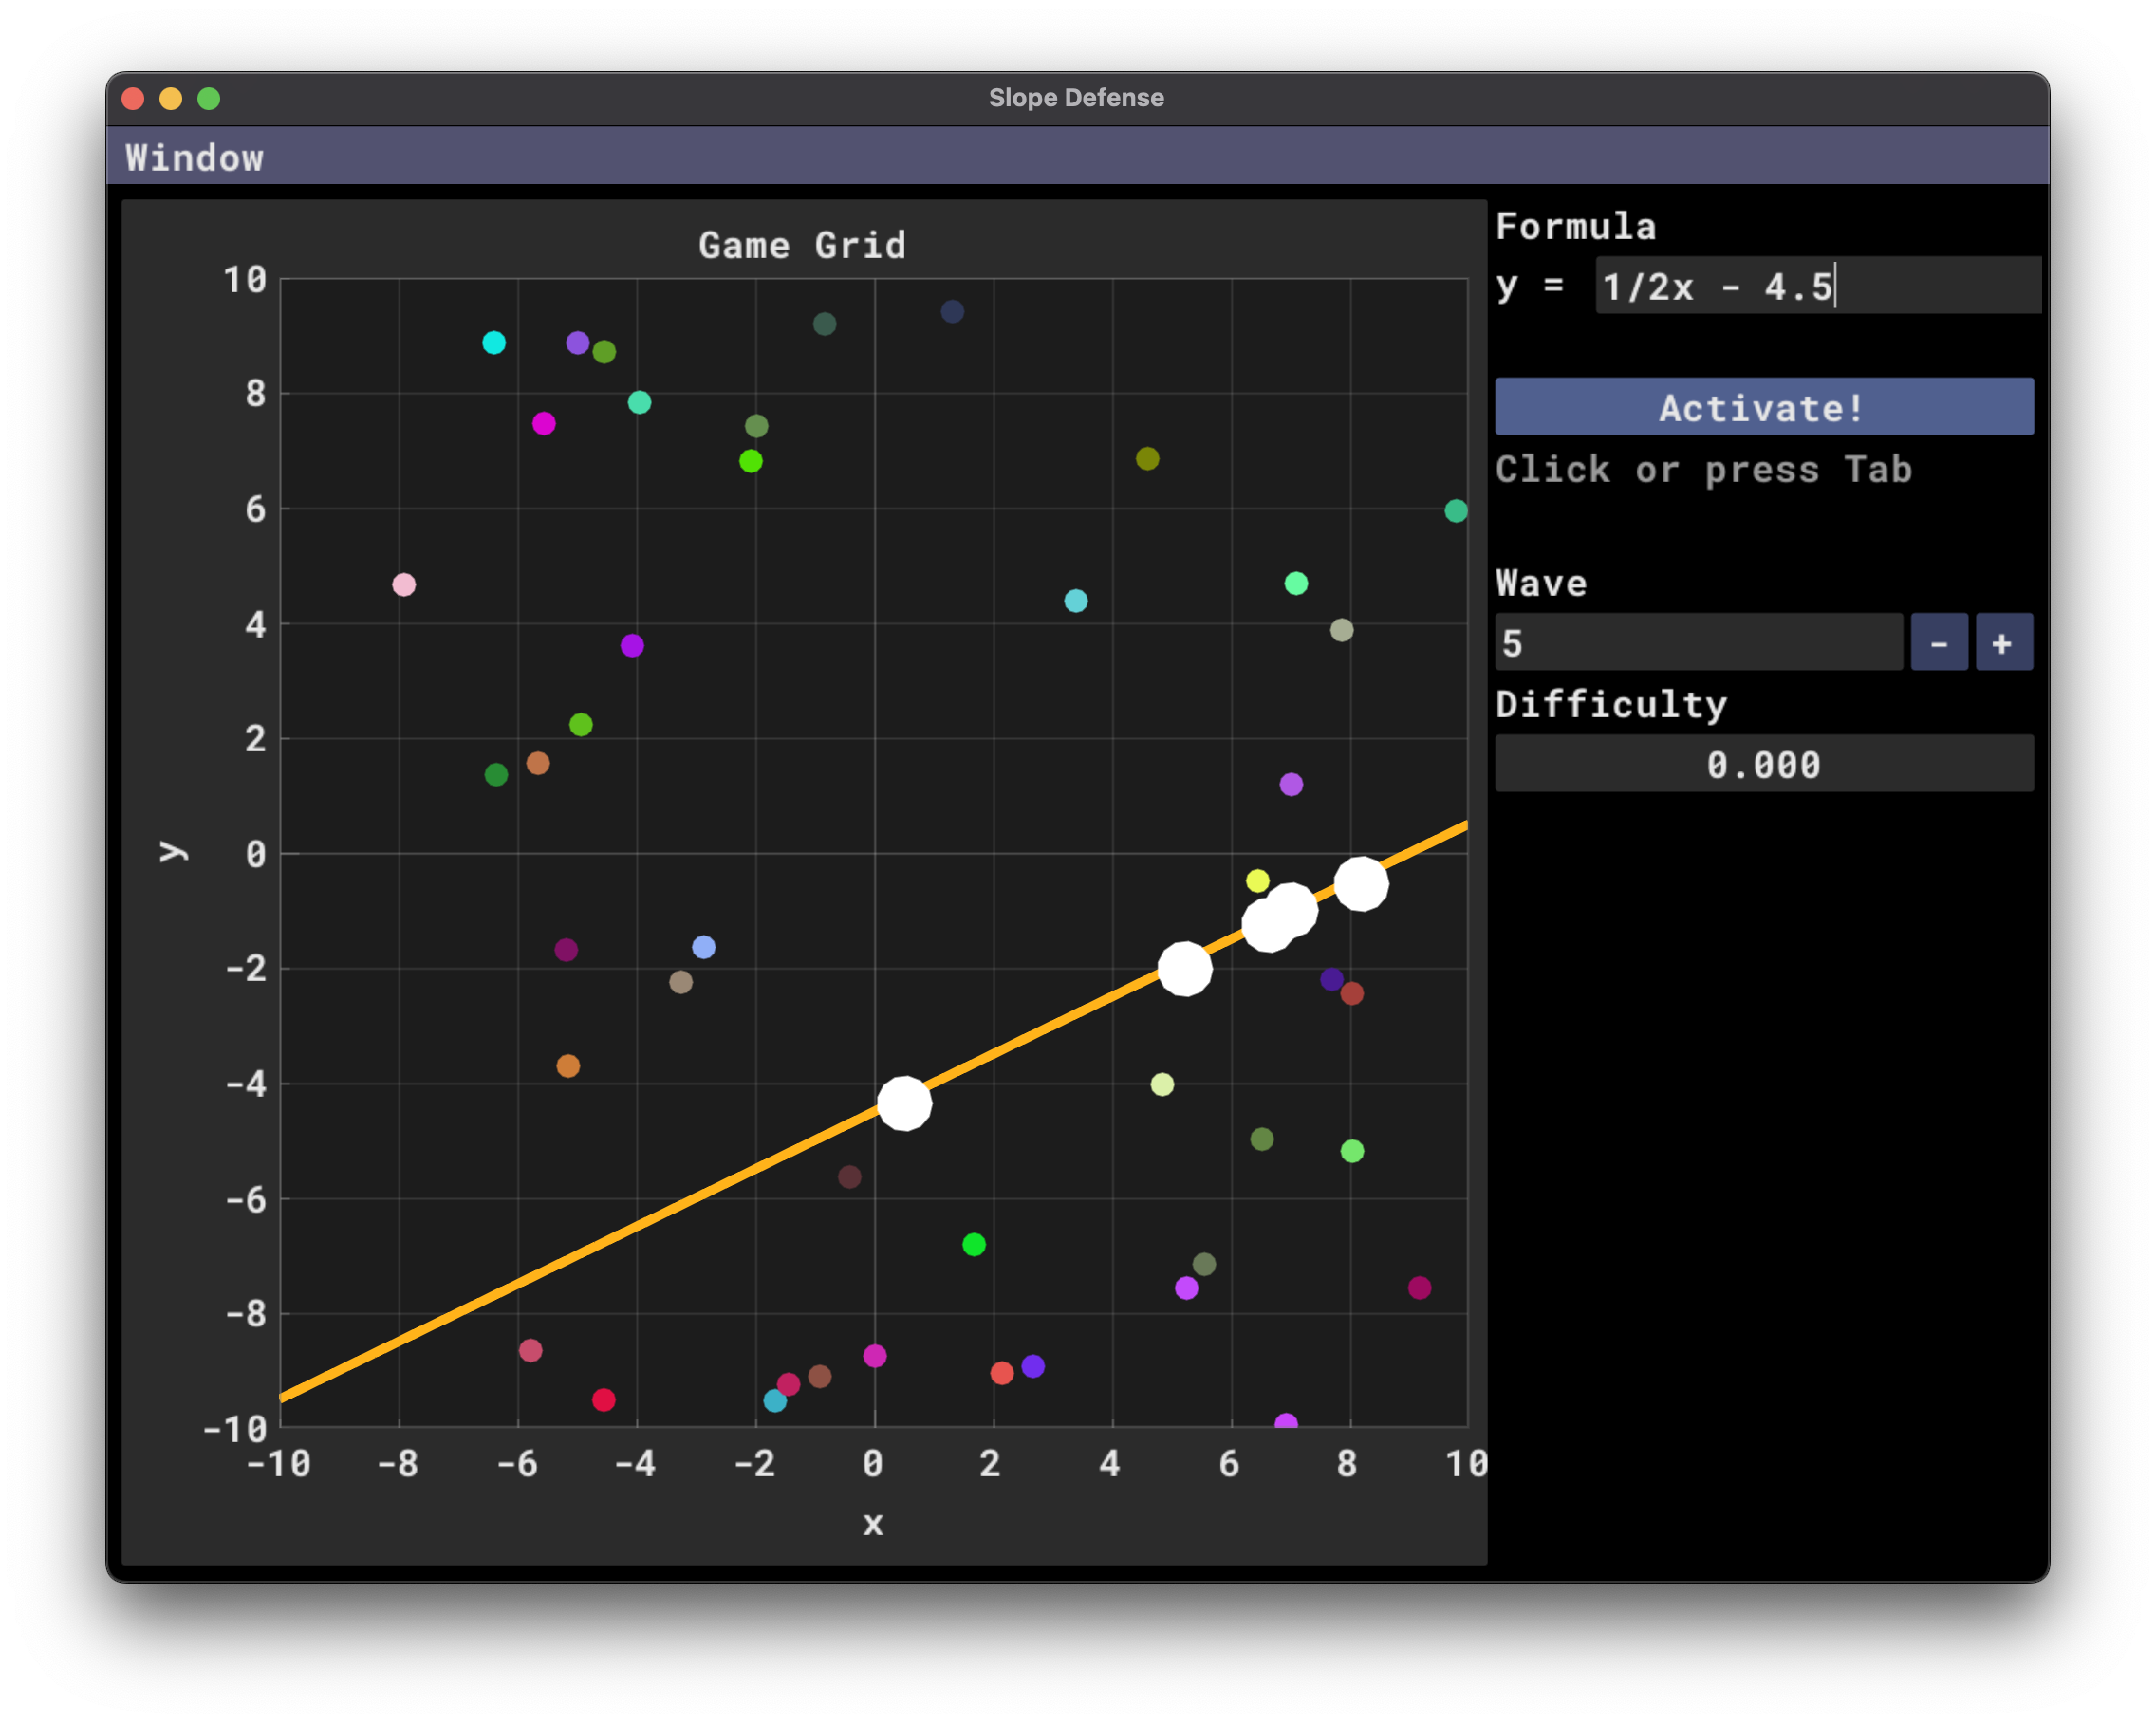 Slope Defense
Window
Game Grid
10
8
6
4
2
0
-2
-4
-6
-8
-10
y
-10 -8 -6 -4 -2 0 2 4 6 8 10
x
Formula
y = 1/2x - 4.5
Activate!
Click or press Tab
Wave
5 - +
Difficulty
0.000